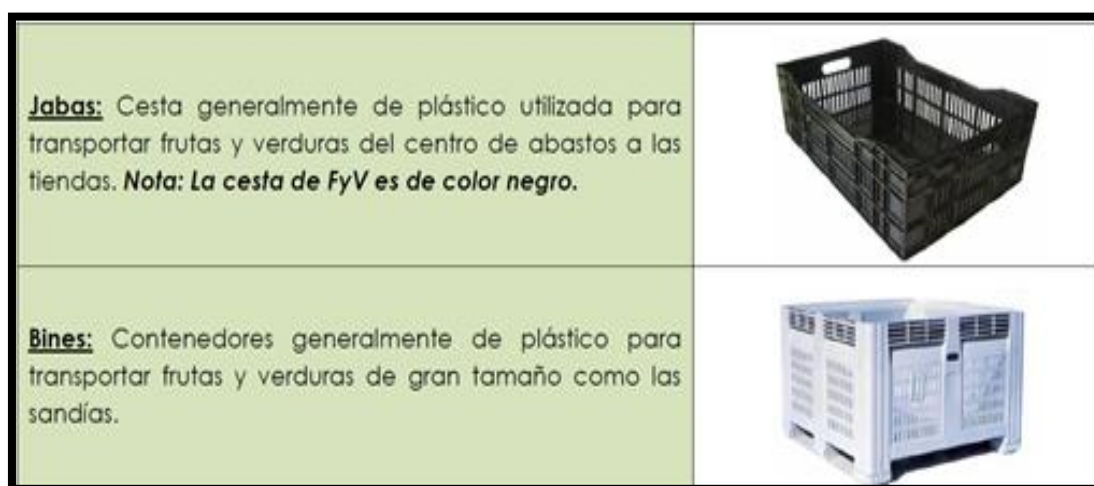 Jabas: Cesta generalmente de plástico utilizada para
transportar frutas y verduras del centro de abastos a las
tiendas. Nota: La cesta de FyV es de color negro.
Bines: Contenedores generalmente de plástico para
transportar frutas y verduras de gran tamaño como las
sandías.